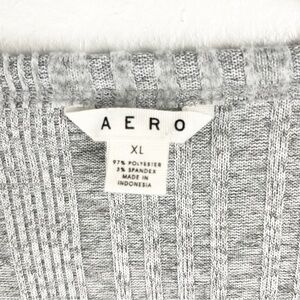 AERO
XL
97% POLYESTER
3% SPANDEX
MADE IN
INDONESIA